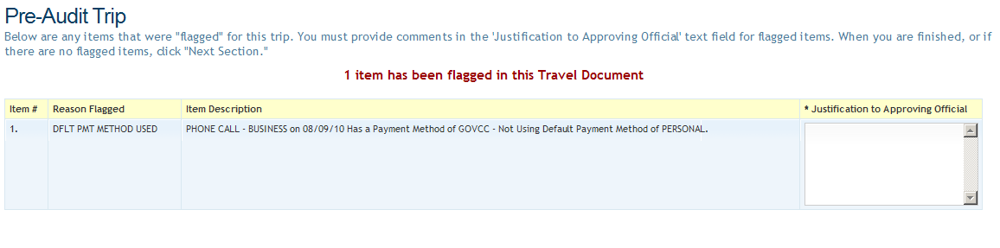 Pre-Audit Trip
Below are any items that were "flagged" for this trip. You must provide comments in the 'Justification to Approving Official' text field for flagged items. When you are finished, or if
there are no flagged items, click "Next Section."
1 item has been flagged in this Travel Document
Item # Reason Flagged Item Description * Justification to Approving Official
1. DFLT PMT METHOD USED PHONE CALL - BUSINESS on 08/09/10 Has a Payment Method of GOVCC - Not Using Default Payment Method of PERSONAL.